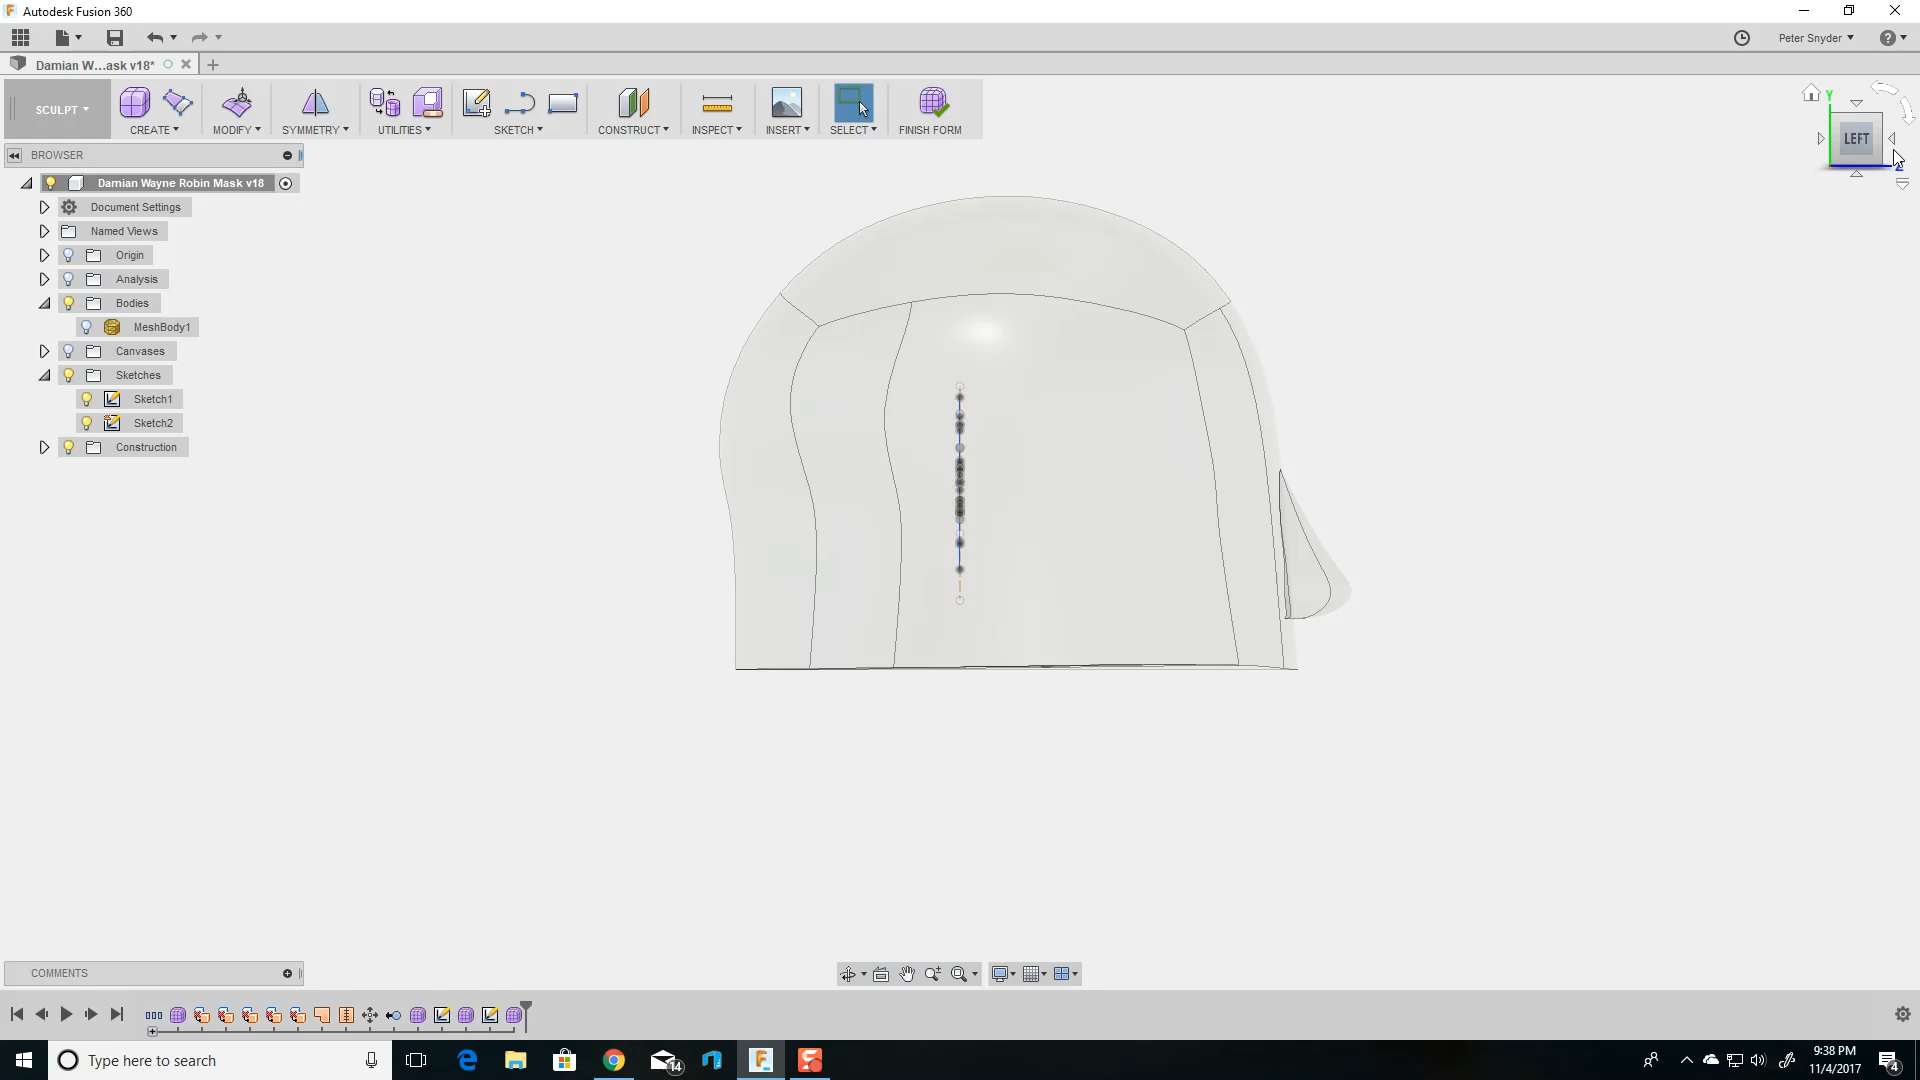 Autodesk Fusion 360
Peter Snyder
Damian W...ask v18*
SCULPT
CREATE
MODIFY
SYMMETRY
UTILITIES
SKETCH
CONSTRUCT
INSPECT
INSERT
SELECT
FINISH FORM
Y
LEFT
Z
BROWSER
Damian Wayne Robin Mask v18
Document Settings
Named Views
Origin
Analysis
Bodies
MeshBody1
Canvases
Sketches
Sketch1
Sketch2
Construction
COMMENTS
Type here to search
14
9:38 PM
11/4/2017
4